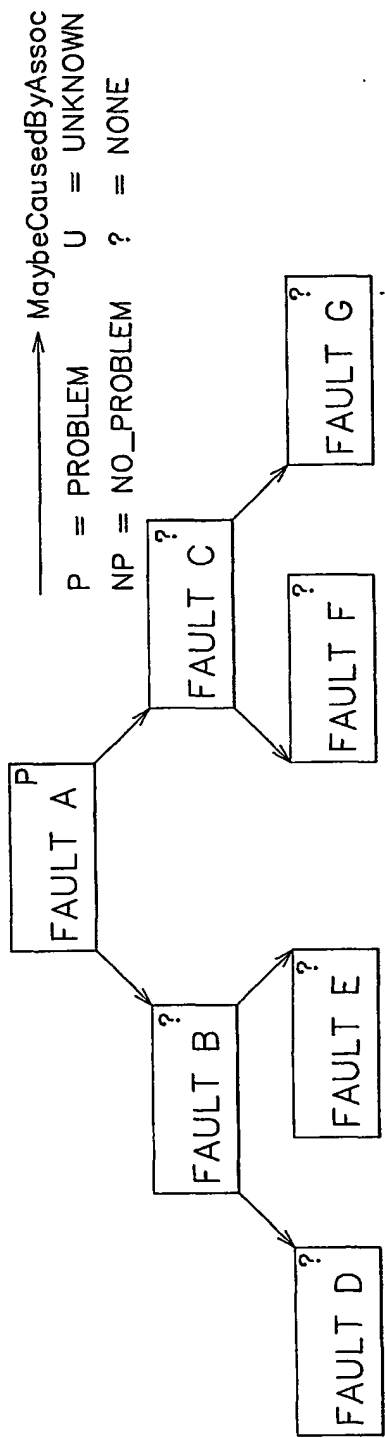 MaybeCausedByAssoc
P = PROBLEM U = UNKNOWN
NP = NO_PROBLEM ? = NONE
P
FAULT A
?
FAULT B
?
FAULT C
?
FAULT D
?
FAULT E
?
FAULT F
?
FAULT G